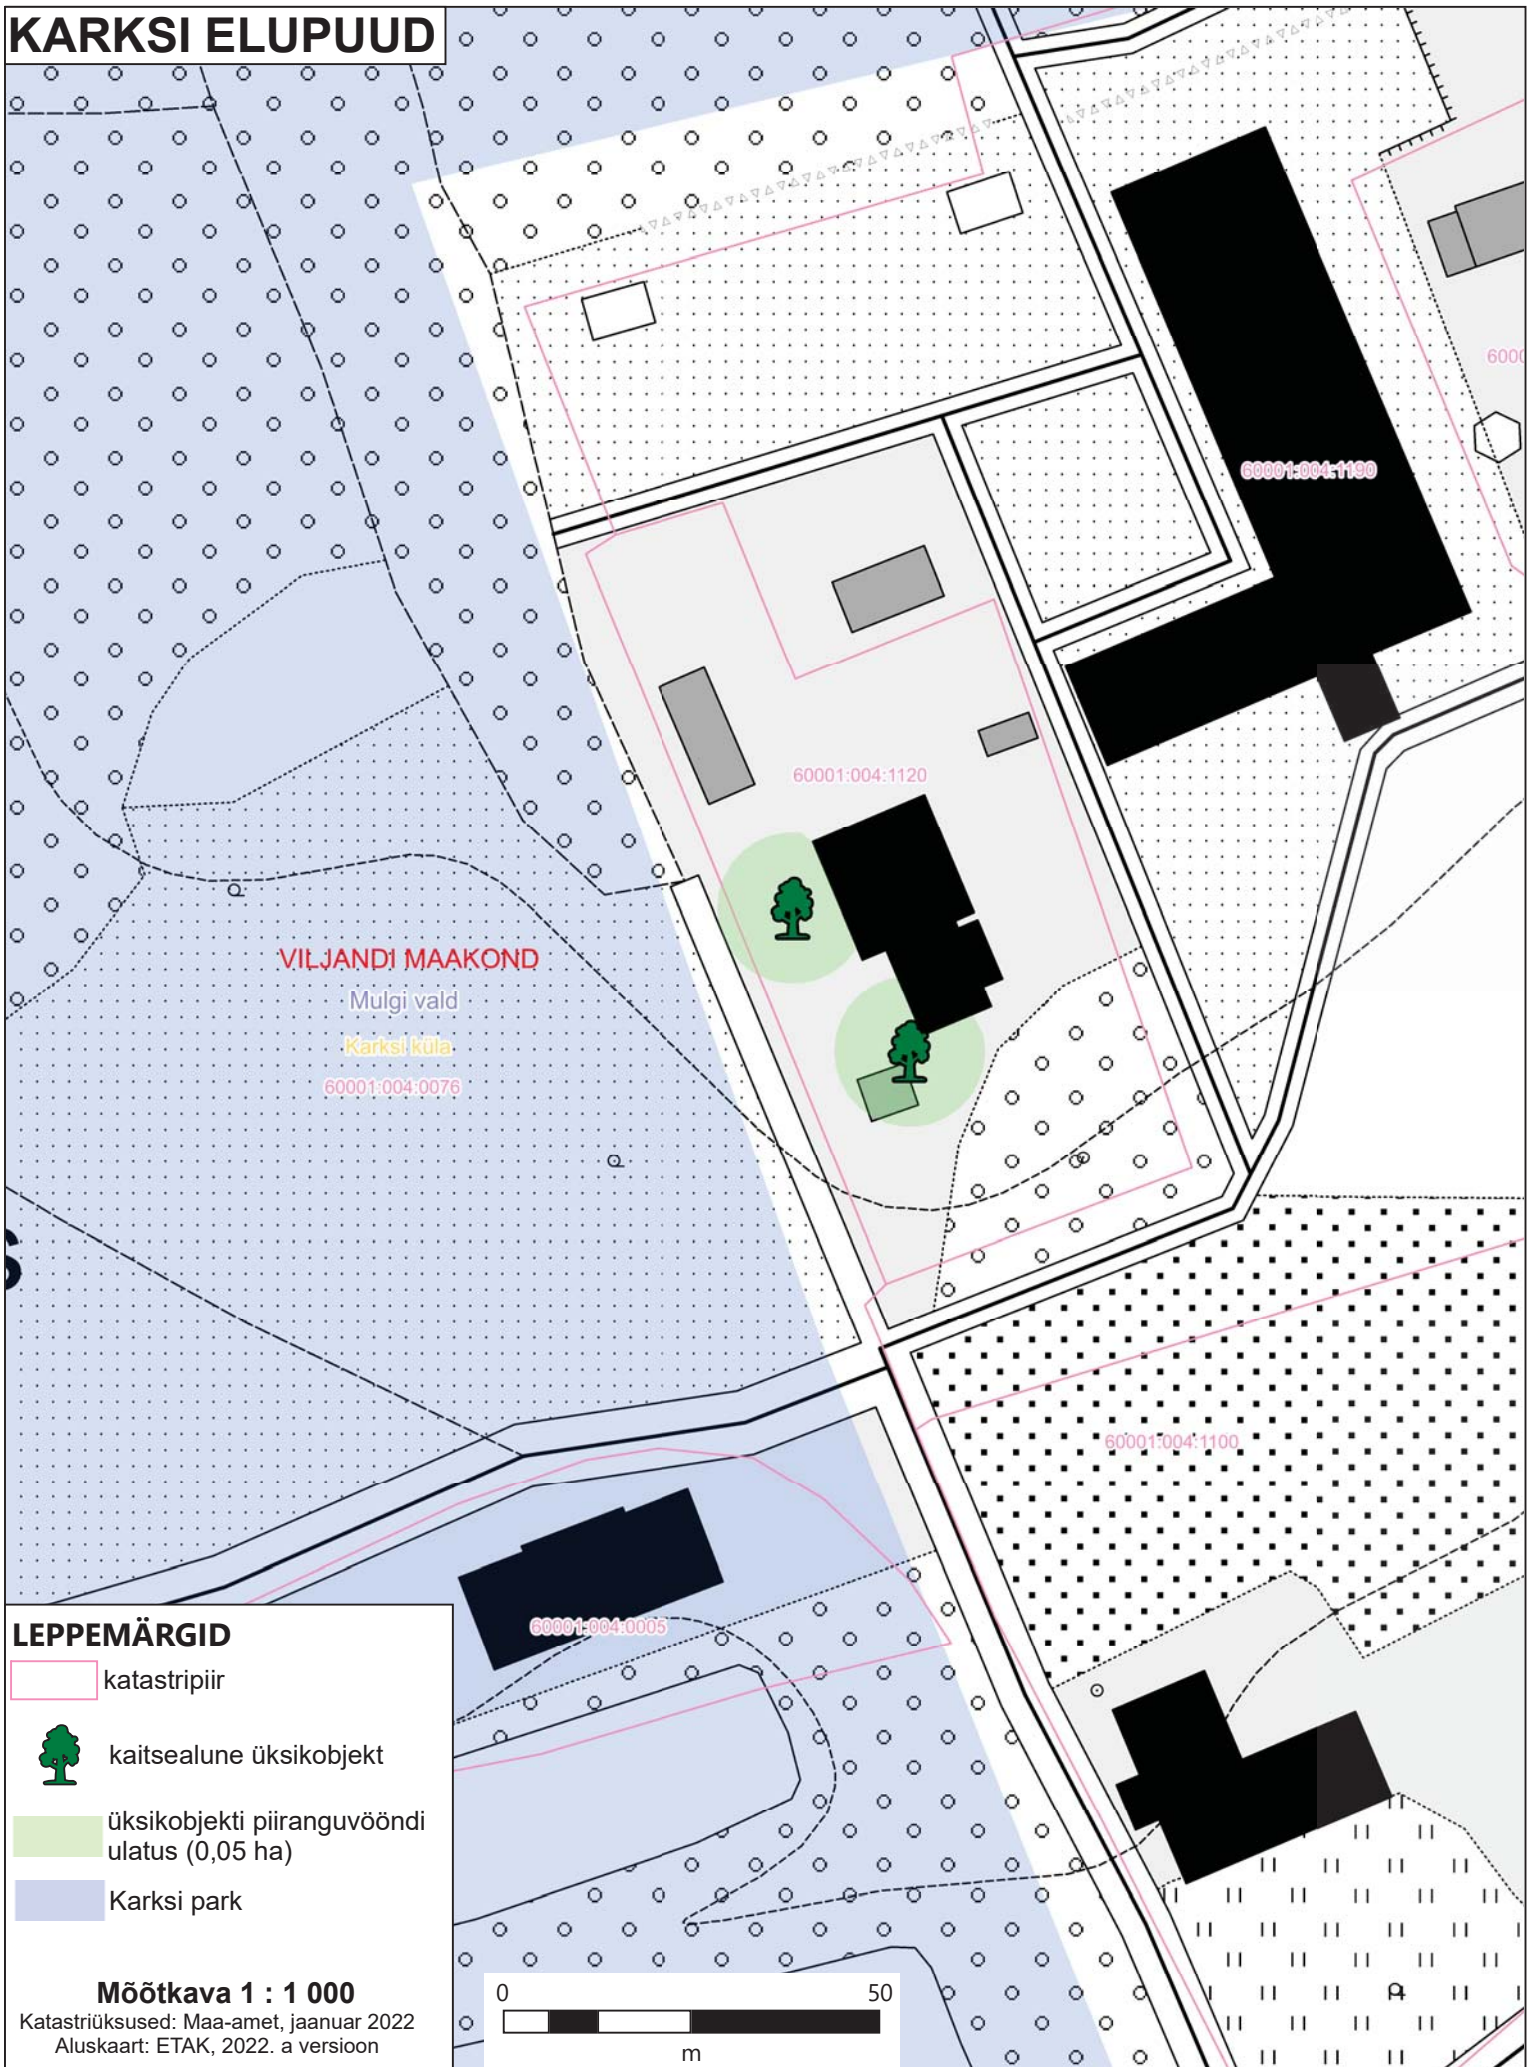 KARKSI ELUPUUD
6000
60001:004:1190
60001:004:1120
VILJANDI MAAKOND
Mulgi vald
Karksi küla
60001:004:0076
S
60001:004:1100
60001:004:0005
LEPPEMÄRGID
katastripiir
kaitsealune üksikobjekt
üksikobjekti piiranguvööndi
ulatus (0,05 ha)
Karksi park
Mõõtkava 1 : 1 000
Katastriüksused: Maa-amet, jaanuar 2022
Aluskaart: ETAK, 2022. a versioon
0 50
m